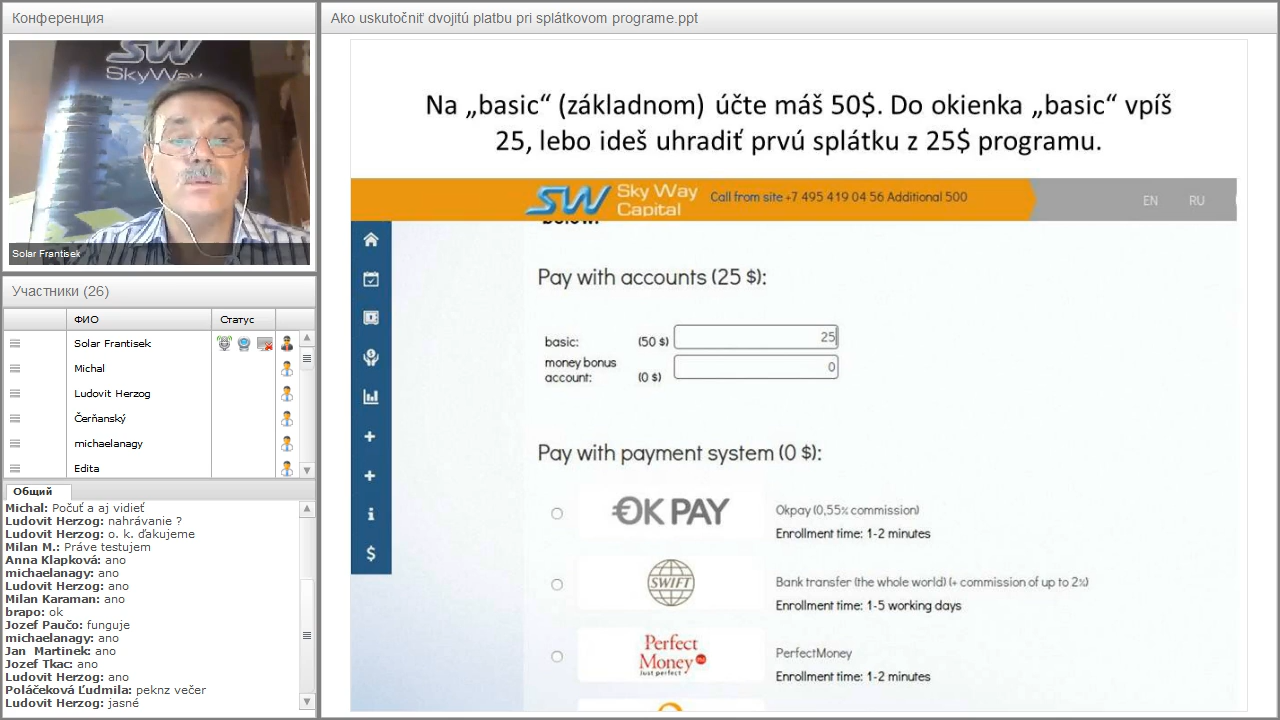 Конференция
SW
SkyWay
Solar Frantisek
Участники (26)
ФИО
Статус
Solar Frantisek
Michal
Ludovit Herzog
Čerňanský
michaelanagy
Edita
Общий
Michal: Počuť a aj vidieť
Ludovit Herzog: nahrávanie ?
Ludovit Herzog: o. k. ďakujeme
Milan M.: Práve testujem
Anna Klapková: ano
michaelanagy: ano
Ludovit Herzog: ano
Milan Karaman: ano
brapo: ok
Jozef Paučo: funguje
michaelanagy: ano
Jan Martinek: ano
Jozef Tkac: ano
Ludovit Herzog: ano
Poláčeková Ľudmila: peknz večer
Ludovit Herzog: jasné
Ako uskutočniť dvojitú platbu pri splátkovom programe.ppt
Na „basic“ (základnom) účte máš 50$. Do okienka „basic“ vpíš
25, lebo ideš uhradiť prvú splátku z 25$ programu.
SW Sky Way
Capital
Call from site +7 495 419 04 56 Additional 500
EN RU
below:
Pay with accounts (25 $):
basic: (50 $) 25
money bonus
account: (0 $) 0
Pay with payment system (0 $):
OK PAY
Okpay (0,55% commission)
Enrollment time: 1-2 minutes
SWIFT
Bank transfer (the whole world) (+ commission of up to 2%)
Enrollment time: 1-5 working days
Perfect
Money
Just perfect
PerfectMoney
Enrollment time: 1-2 minutes